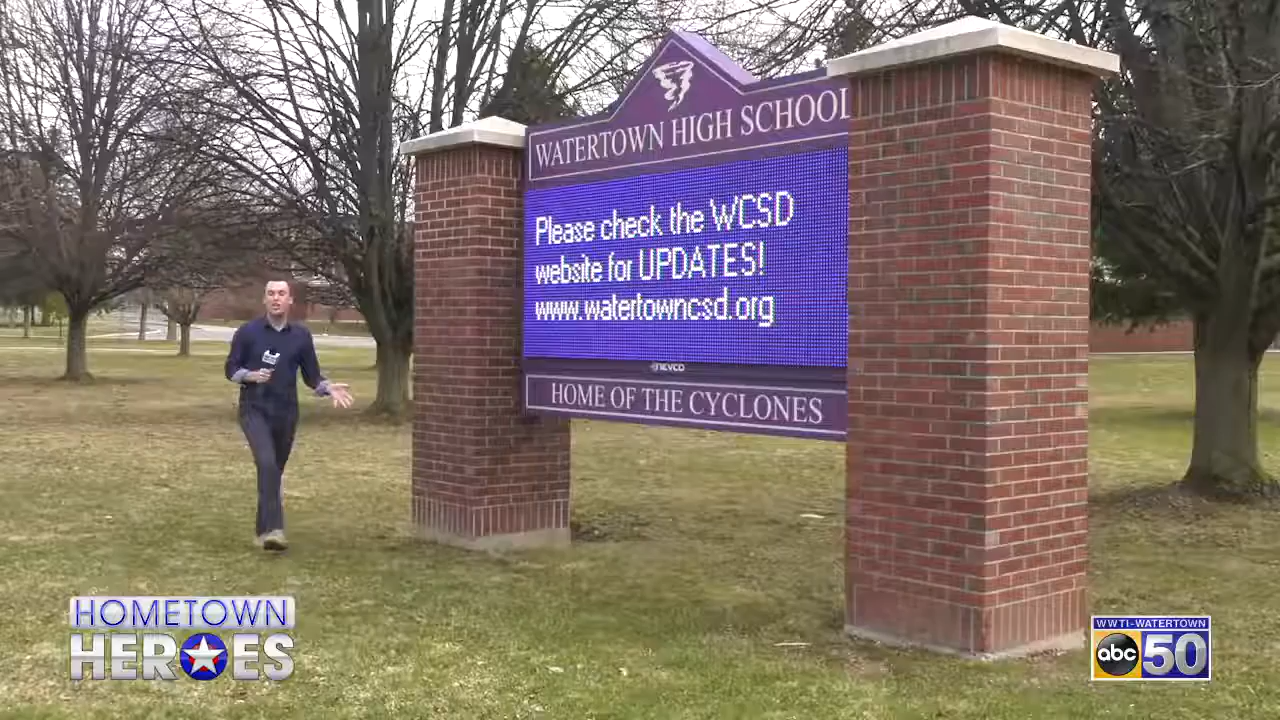 WATERTOWN HIGH SCHOOL
Please check the WCSD
website for UPDATES!
www.watertowncsd.org
NEVCO
HOME OF THE CYCLONES
HOMETOWN
HEROES
WWTI-WATERTOWN
abc 50